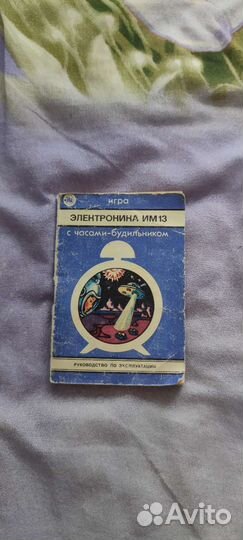 игра
ЭЛЕКТРОНИКА ИМ13
с часами-будильником
РУКОВОДСТВО ПО ЭКСПЛУАТАЦИИ
Avito